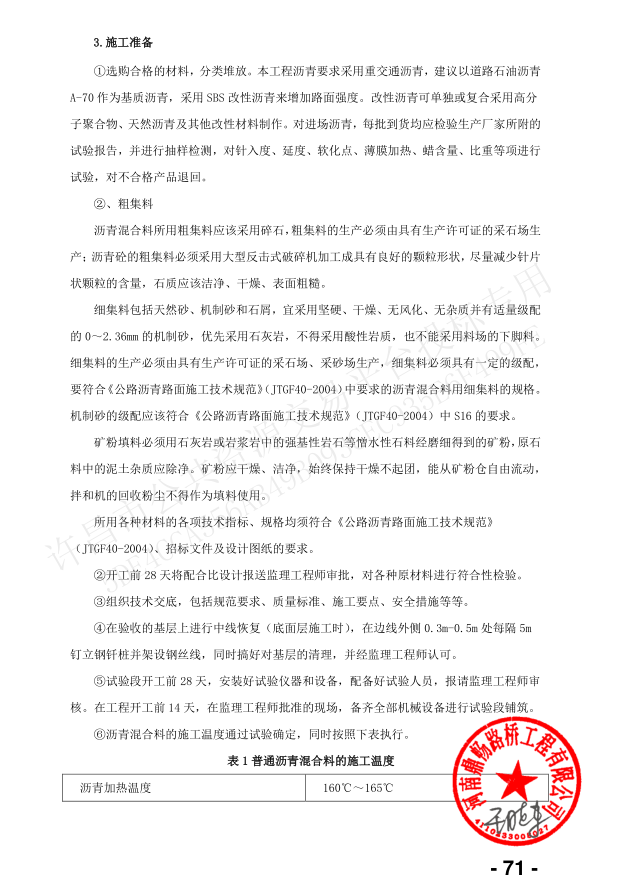 3.施工准备
①选购合格的材料，分类堆放。本工程沥青要求采用重交通沥青，建议以道路石油沥青
A-70 作为基质沥青，采用 SBS 改性沥青来增加路面强度。改性沥青可单独或复合采用高分
子聚合物、天然沥青及其他改性材料制作。对进场沥青，每批到货均应检验生产厂家所附的
试验报告，并进行抽样检测，对针入度、延度、软化点、薄膜加热、蜡含量、比重等项进行
试验，对不合格产品退回。
②、粗集料
沥青混合料所用粗集料应该采用碎石，粗集料的生产必须由具有生产许可证的采石场生
产；沥青砼的粗集料必须采用大型反击式破碎机加工成具有良好的颗粒形状，尽量减少针片
状颗粒的含量，石质应该洁净、干燥、表面粗糙。
细集料包括天然砂、机制砂和石屑，宜采用坚硬、干燥、无风化、无杂质并有适量级配
的 0～2.36mm 的机制砂，优先采用石灰岩，不得采用酸性岩质，也不能采用料场的下脚料。
细集料的生产必须由具有生产许可证的采石场、采砂场生产，细集料必须具有一定的级配，
要符合《公路沥青路面施工技术规范》（JTGF40-2004）中要求的沥青混合料用细集料的规格。
机制砂的级配应该符合《公路沥青路面施工技术规范》（JTGF40-2004）中 S16 的要求。
矿粉填料必须用石灰岩或岩浆岩中的强基性岩石等憎水性石料经磨细得到的矿粉，原石
料中的泥土杂质应除净。矿粉应干燥、洁净，始终保持干燥不起团，能从矿粉仓自由流动，
拌和机的回收粉尘不得作为填料使用。
所用各种材料的各项技术指标、规格均须符合《公路沥青路面施工技术规范》
（JTGF40-2004）、招标文件及设计图纸的要求。
②开工前 28 天将配合比设计报送监理工程师审批，对各种原材料进行符合性检验。
③组织技术交底，包括规范要求、质量标准、施工要点、安全措施等等。
④在验收的基层上进行中线恢复（底面层施工时），在边线外侧 0.3m-0.5m 处每隔 5m
钉立钢钎桩并架设钢丝线，同时搞好对基层的清理，并经监理工程师认可。
⑤试验段开工前 28 天，安装好试验仪器和设备，配备好试验人员，报请监理工程师审
核。在工程开工前 14 天，在监理工程师批准的现场，备齐全部机械设备进行试验段铺筑。
⑥沥青混合料的施工温度通过试验确定，同时按照下表执行。
表 1 普通沥青混合料的施工温度
沥青加热温度 160℃～165℃
河南鼎畅路桥工程有限公司
4110233008027
许昌市公共资源交易平台投标专用
- 71 -